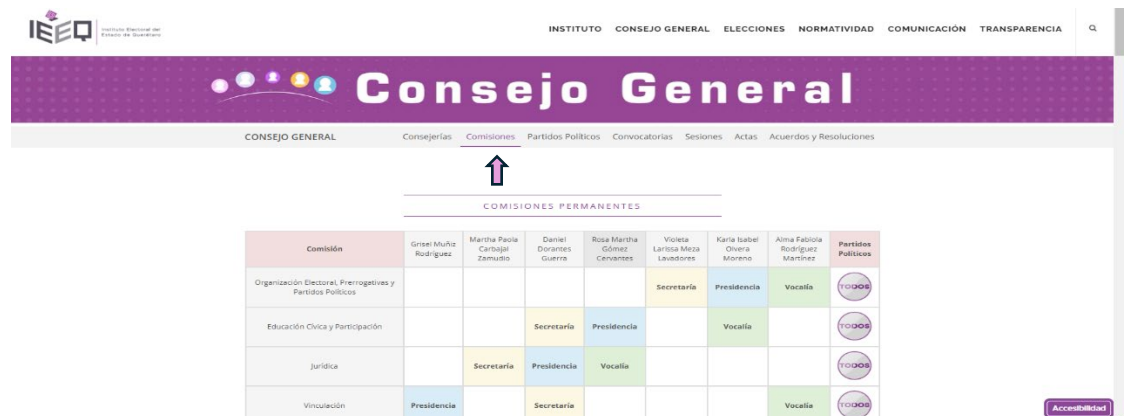 IEEQ
Instituto Electoral del
Estado de Querétaro
INSTITUTO CONSEJO GENERAL ELECCIONES NORMATIVIDAD COMUNICACIÓN TRANSPARENCIA
Consejo General
CONSEJO GENERAL Consejerías Comisiones Partidos Políticos Convocatorias Sesiones Actas Acuerdos y Resoluciones
COMISIONES PERMANENTES
Comisión
Grisel Muñiz
Rodríguez
Martha Paola
Carbajal
Zamudio
Daniel
Dorantes
Guerra
Rosa Martha
Gómez
Cervantes
Violeta
Larissa Meza
Lavadores
Karla Isabel
Olvera
Moreno
Alma Fabiola
Rodríguez
Martínez
Partidos
Políticos
Organización Electoral, Prerrogativas y
Partidos Políticos
Secretaría Presidencia Vocalía TODOS
Educación Cívica y Participación Secretaría Presidencia Vocalía TODOS
Jurídica Secretaría Presidencia Vocalía TODOS
Vinculación Presidencia Secretaría Vocalía TODOS
Accesibilidad